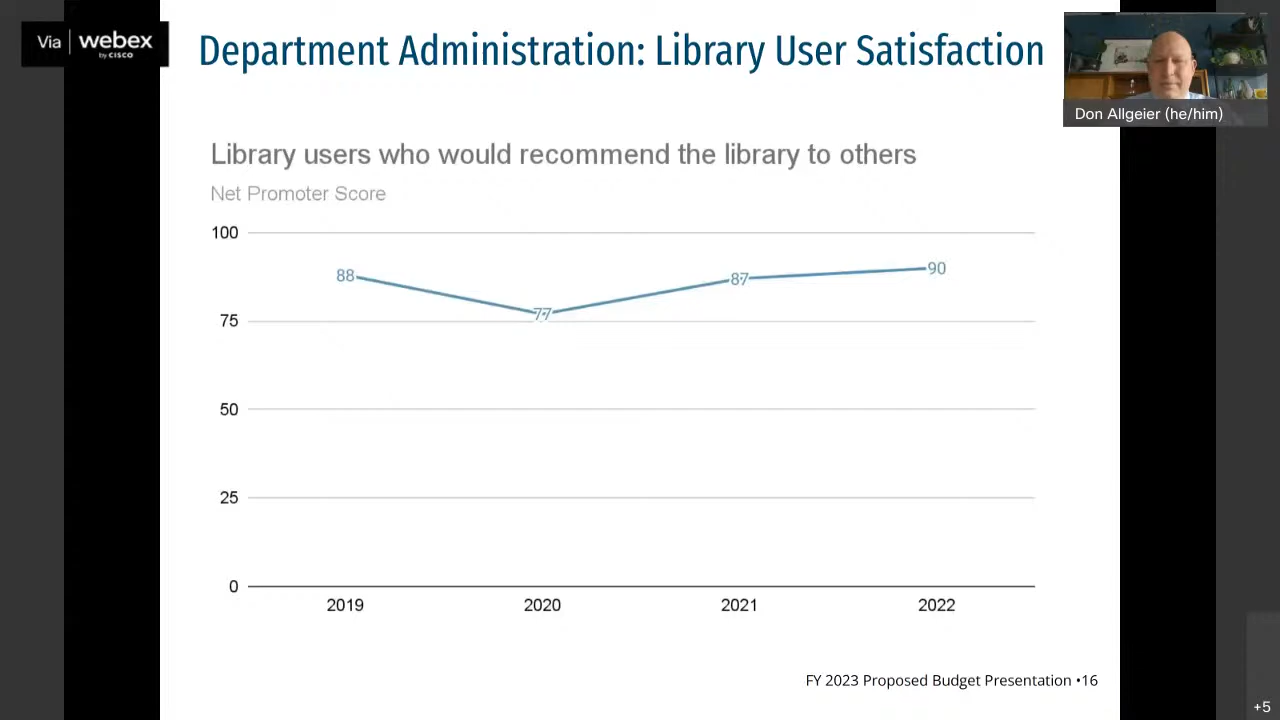 Via webex
by CISCO
Department Administration: Library User Satisfaction
Don Allgeier (he/him)
Library users who would recommend the library to others
Net Promoter Score
100
75
50
25
0
88
77
87
90
2019 2020 2021 2022
FY 2023 Proposed Budget Presentation •16
+5